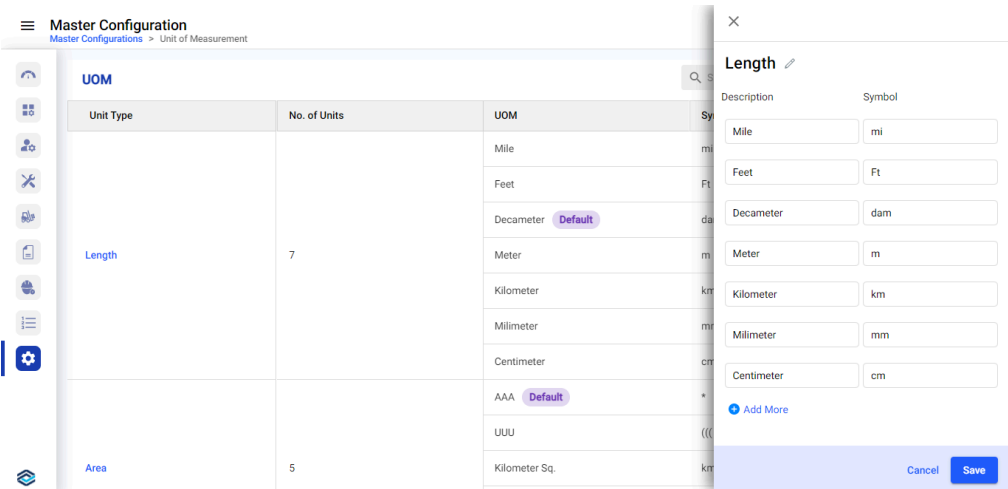 Master Configuration
Master Configurations > Unit of Measurement
UOM
Unit Type No. of Units UOM
Length 7
Mile mi
Feet Ft
Decameter Default
Meter m
Kilometer
Milimeter
Centimeter
Area 5
AAA Default *
UUU (((
Kilometer Sq.
Length
Description Symbol
Mile mi
Feet Ft
Decameter dam
Meter m
Kilometer km
Milimeter mm
Centimeter cm
Add More
Cancel Save